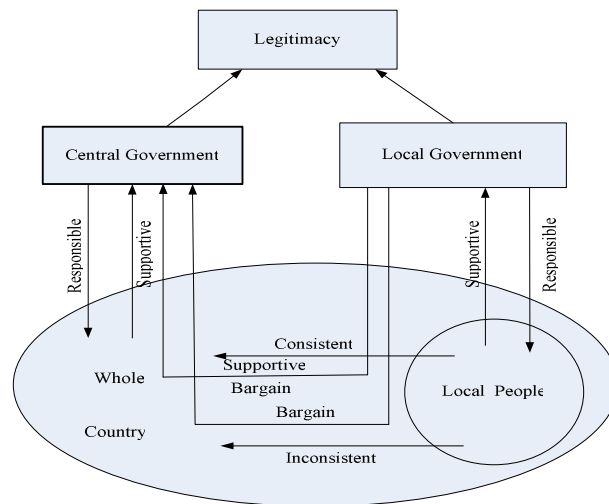 Legitimacy
Central Government
Local Government
Responsible
Supportive
Supportive
Responsible
Consistent
Supportive
Bargain
Whole
Country
Local People
Bargain
Inconsistent